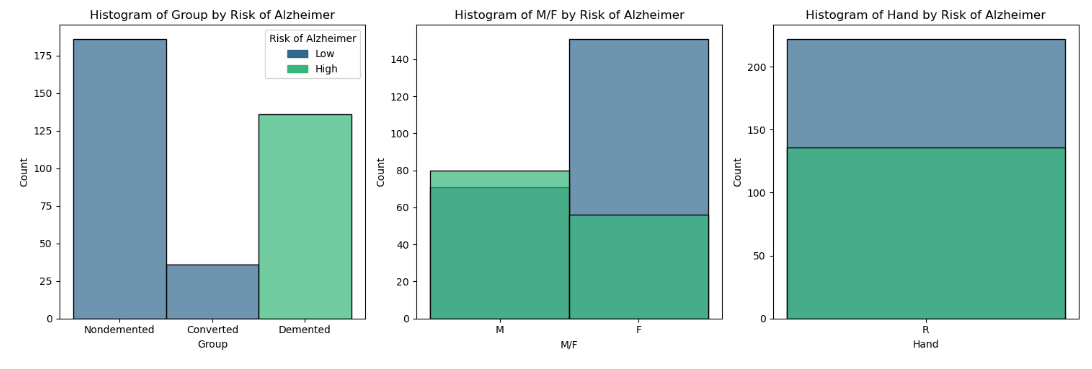 Histogram of Group by Risk of Alzheimer
Risk of Alzheimer
Low
High
175
150
125
100
75
50
25
0
Count
Nondemented Converted Demented
Group
Histogram of M/F by Risk of Alzheimer
140
120
100
80
60
40
20
0
Count
M F
M/F
Histogram of Hand by Risk of Alzheimer
200
150
100
50
0
Count
R
Hand